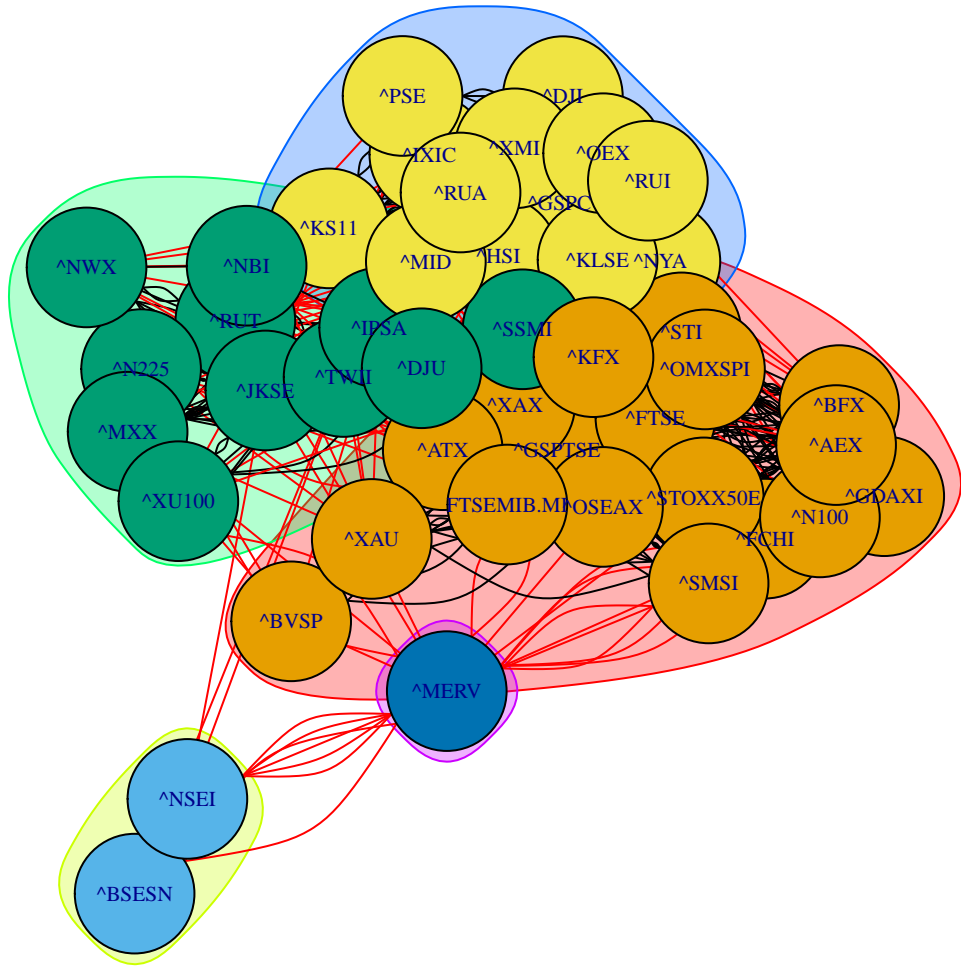 ^PSE
^DJI
^IXIC
^XMI
^OEX
^RUA
^RUI
^GSPC
^KS11
^HSI
^MID
^KLSE
^NYA
^NWX
^NBI
^RUT
^IPSA
^SSMI
^STI
^KFX
^OMXSPI
^N225
^JKSE
^TWII
^DJU
^XAX
^FTSE
^BFX
^MXX
^ATX
^GSPTSE
^AEX
^XU100
FTSEMIB.MI
^OSEAX
^STOXX50E
^GDAXI
^N100
^XAU
^FCHI
^SMSI
^BVSP
^MERV
^NSEI
^BSESN